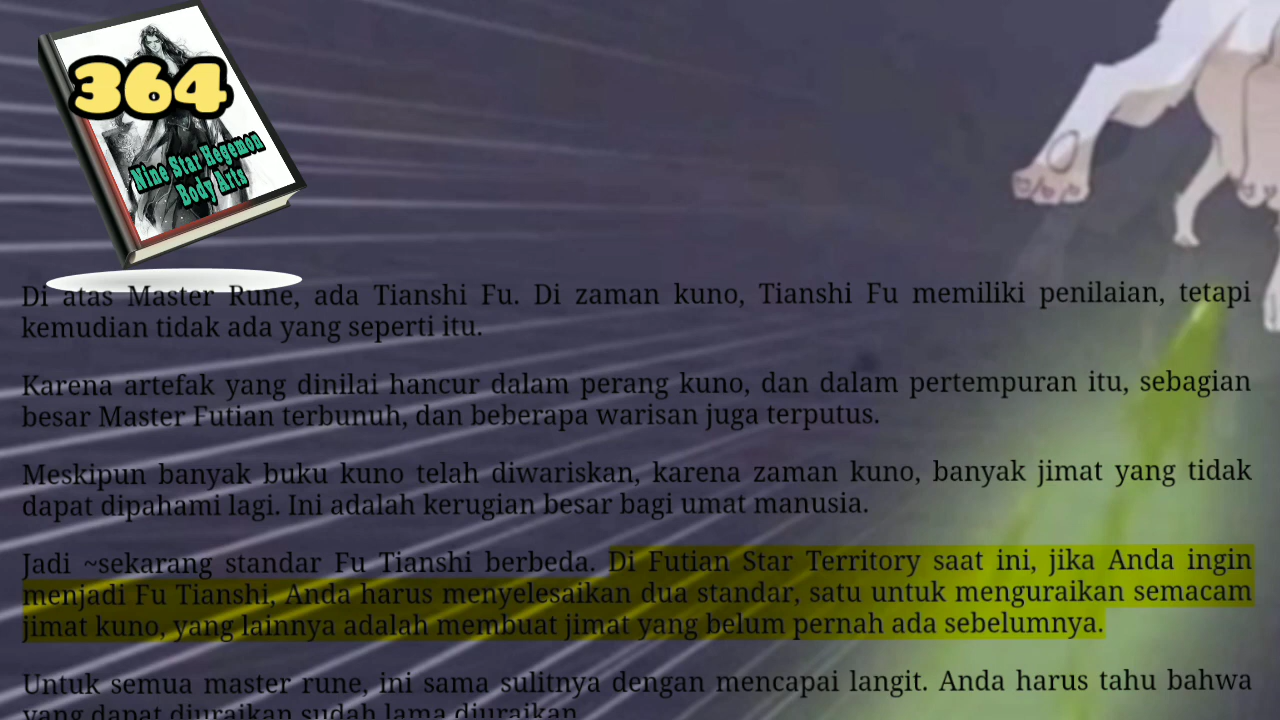 364
Nine Star Hegemon
Body Arts
Di atas Master Rune, ada Tianshi Fu. Di zaman kuno, Tianshi Fu memiliki penilaian, tetapi
kemudian tidak ada yang seperti itu.
Karena artefak yang dinilai hancur dalam perang kuno, dan dalam pertempuran itu, sebagian
besar Master Futian terbunuh, dan beberapa warisan juga terputus.
Meskipun banyak buku kuno telah diwariskan, karena zaman kuno, banyak jimat yang tidak
dapat dipahami lagi. Ini adalah kerugian besar bagi umat manusia.
Jadi ~sekarang standar Fu Tianshi berbeda. Di Futian Star Territory saat ini, jika Anda ingin
menjadi Fu Tianshi, Anda harus menyelesaikan dua standar, satu untuk menguraikan semacam
jimat kuno, yang lainnya adalah membuat jimat yang belum pernah ada sebelumnya.
Untuk semua master rune, ini sama sulitnya dengan mencapai langit. Anda harus tahu bahwa
yang dapat diuraikan sudah lama diuraikan.